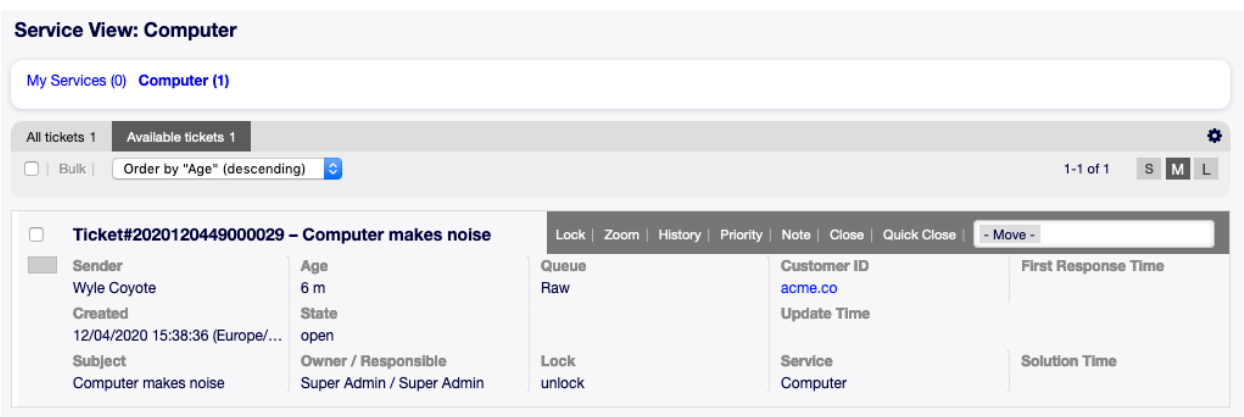 Service View: Computer
My Services (0) Computer (1)
All tickets 1 Available tickets 1
| Bulk | Order by "Age" (descending) 1-1 of 1 S M L
Ticket#2020120449000029 – Computer makes noise Lock | Zoom | History | Priority | Note | Close | Quick Close | - Move -
Sender Age Queue Customer ID First Response Time
Wyle Coyote 6 m Raw acme.co
Created State Update Time
12/04/2020 15:38:36 (Europe/... open
Subject Owner / Responsible Lock Service Solution Time
Computer makes noise Super Admin / Super Admin unlock Computer